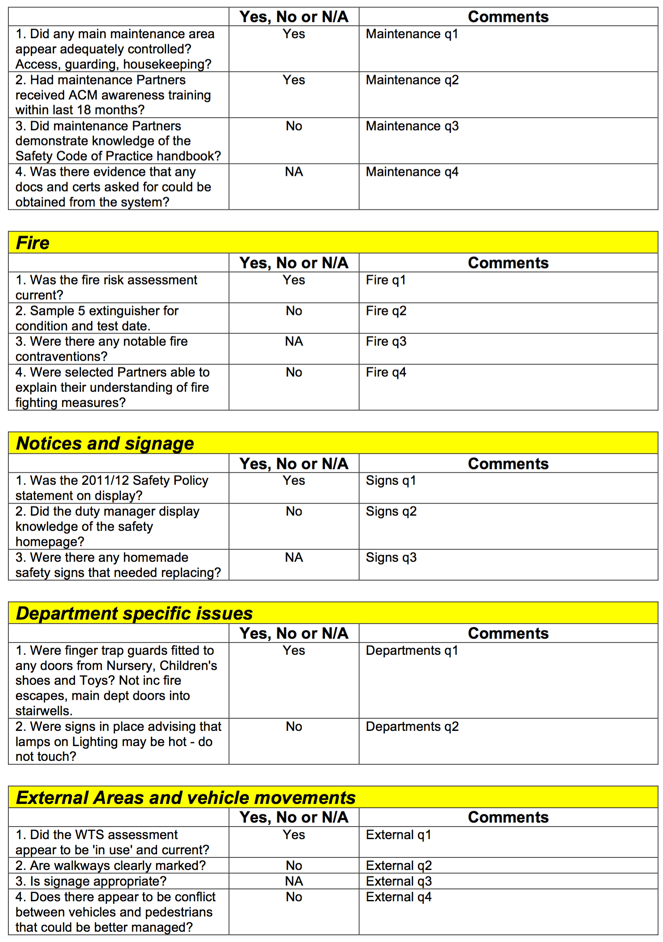 Yes, No or N/A Comments
1. Did any main maintenance area Yes Maintenance q1
appear adequately controlled?
Access, guarding, housekeeping?
2. Had maintenance Partners Yes Maintenance q2
received ACM awareness training
within last 18 months?
3. Did maintenance Partners No Maintenance q3
demonstrate knowledge of the
Safety Code of Practice handbook?
4. Was there evidence that any NA Maintenance q4
docs and certs asked for could be
obtained from the system?
Fire
Yes, No or N/A Comments
1. Was the fire risk assessment Yes Fire q1
current?
2. Sample 5 extinguisher for No Fire q2
condition and test date.
3. Were there any notable fire NA Fire q3
contraventions?
4. Were selected Partners able to No Fire q4
explain their understanding of fire
fighting measures?
Notices and signage
Yes, No or N/A Comments
1. Was the 2011/12 Safety Policy Yes Signs q1
statement on display?
2. Did the duty manager display No Signs q2
knowledge of the safety
homepage?
3. Were there any homemade NA Signs q3
safety signs that needed replacing?
Department specific issues
Yes, No or N/A Comments
1. Were finger trap guards fitted to Yes Departments q1
any doors from Nursery, Children's
shoes and Toys? Not inc fire
escapes, main dept doors into
stairwells.
2. Were signs in place advising that No Departments q2
lamps on Lighting may be hot - do
not touch?
External Areas and vehicle movements
Yes, No or N/A Comments
1. Did the WTS assessment Yes External q1
appear to be 'in use' and current?
2. Are walkways clearly marked? No External q2
3. Is signage appropriate? NA External q3
4. Does there appear to be conflict No External q4
between vehicles and pedestrians
that could be better managed?